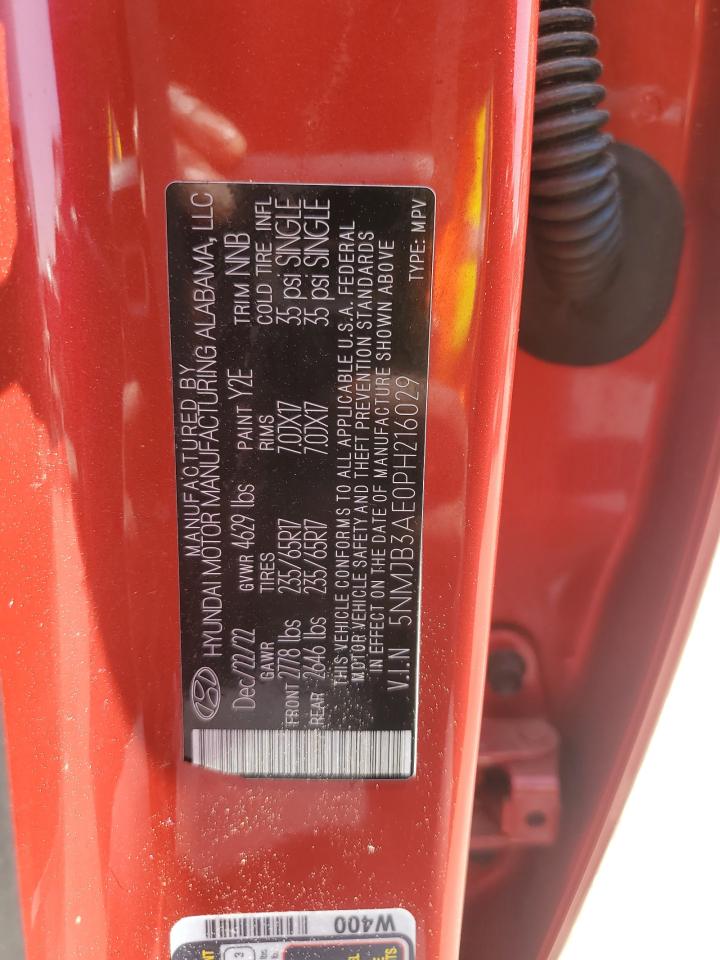 MANUFACTURED BY
HYUNDAI MOTOR MANUFACTURING ALABAMA, LLC
Dec/22/22 GVWR 4629 lbs PAINT Y2E TRIM NNB
GAWR TIRES RIMS COLD TIRE. INFL
FRONT 2778 lbs 235/65R17 7.0JX17 35 psi SINGLE
REAR 2646 lbs 235/65R17 7.0JX17 35 psi SINGLE
THIS VEHICLE CONFORMS TO ALL APPLICABLE U.S.A. FEDERAL
MOTOR VEHICLE SAFETY AND THEFT PREVENTION STANDARDS
IN EFFECT ON THE DATE OF MANUFACTURE SHOWN ABOVE
V.I.N 5NMJB3AE0PH216029 TYPE: MPV
W400